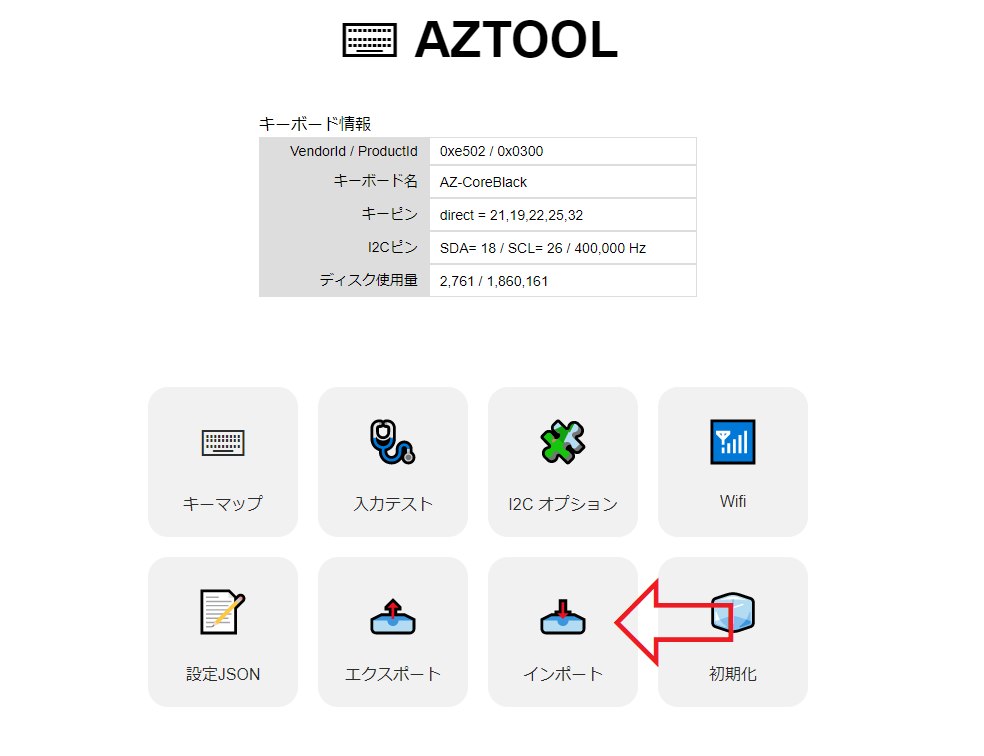 AZTOOL
キーボード情報
VendorId / ProductId 0xe502 / 0x0300
キーボード名 AZ-CoreBlack
キーピン direct = 21,19,22,25,32
I2Cピン SDA= 18 / SCL= 26 / 400,000 Hz
ディスク使用量 2,761 / 1,860,161
キーマップ 入力テスト I2C オプション Wifi
設定JSON エクスポート インポート 初期化